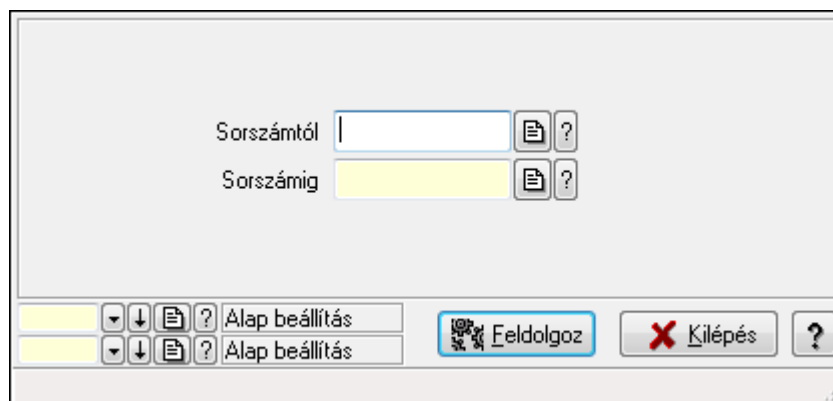 Sorszámtól ?
Sorszámig ?
? Alap beállítás
? Alap beállítás
Feldolgoz Kilépés ?